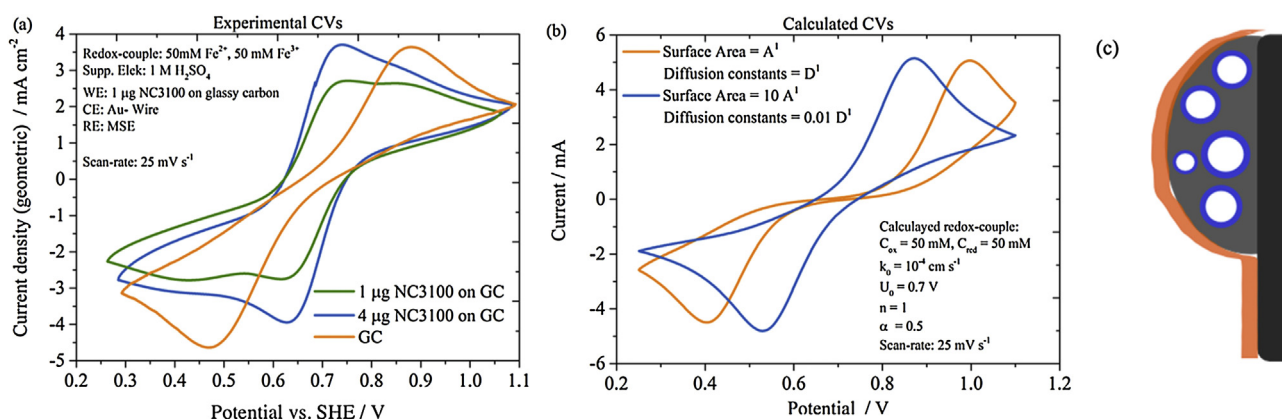 (a)
Experimental CVs
Redox-couple: 50mM Fe²⁺, 50 mM Fe³⁺
Supp. Elek: 1 M H₂SO₄
WE: 1 μg NC3100 on glassy carbon
CE: Au- Wire
RE: MSE
Scan-rate: 25 mV s⁻¹
1 μg NC3100 on GC
4 μg NC3100 on GC
GC
Current density (geometric) / mA cm⁻²
4
3
2
1
0
-1
-2
-3
-4
-5
0.2 0.3 0.4 0.5 0.6 0.7 0.8 0.9 1.0 1.1
Potential vs. SHE / V
(b)
Calculated CVs
Surface Area = A¹
Diffusion constants = D¹
Surface Area = 10 A¹
Diffusion constants = 0.01 D¹
Calculayed redox-couple:
C_ox = 50 mM, C_red = 50 mM
k₀ = 10⁻⁴ cm s⁻¹
U₀ = 0.7 V
n = 1
α = 0.5
Scan-rate: 25 mV s⁻¹
Current / mA
6
4
2
0
-2
-4
-6
0.2 0.4 0.6 0.8 1.0
Potential / V
(c)